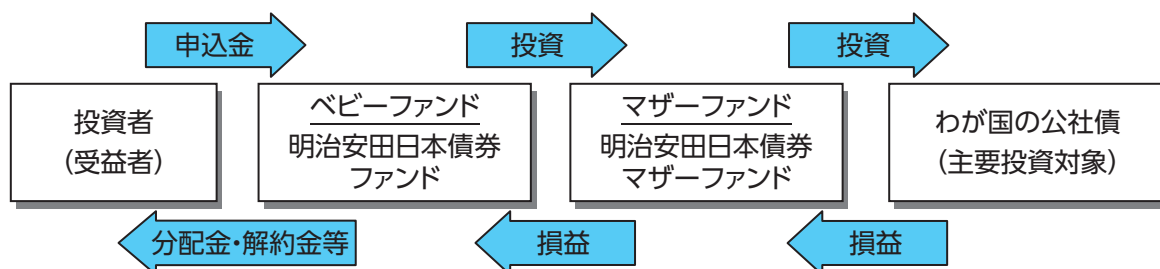 申込金
投資
投資
投資者
(受益者)
ベビーファンド
明治安田日本債券
ファンド
マザーファンド
明治安田日本債券
マザーファンド
わが国の公社債
(主要投資対象)
分配金・解約金等
損益
損益